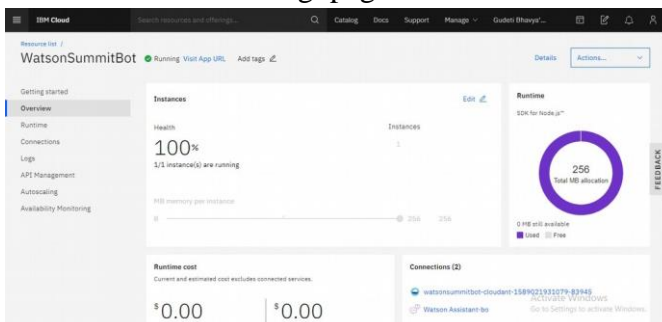 IBM Cloud
Search resources and offerings...
Catalog Docs Support Manage Gudeti Bhavya'...
Resource list /
WatsonSummitBot Running Visit App URL Add tags
Details Actions...
Getting started
Overview
Runtime
Connections
Logs
API Management
Autoscaling
Availability Monitoring
Instances Edit
Health Instances
100% 1
1/1 instance(s) are running
MB memory per instance
0 256 256
Runtime
SDK for Node.js™
256
Total MB allocation
0 MB still available
Used Free
FEEDBACK
Runtime cost
Current and estimated cost excludes connected services.
$0.00 $0.00
Connections (2)
watsonsummitbot-cloudant-1589021931079-83945
Watson Assistant-bo
Activate Windows
Go to Settings to activate Windows.